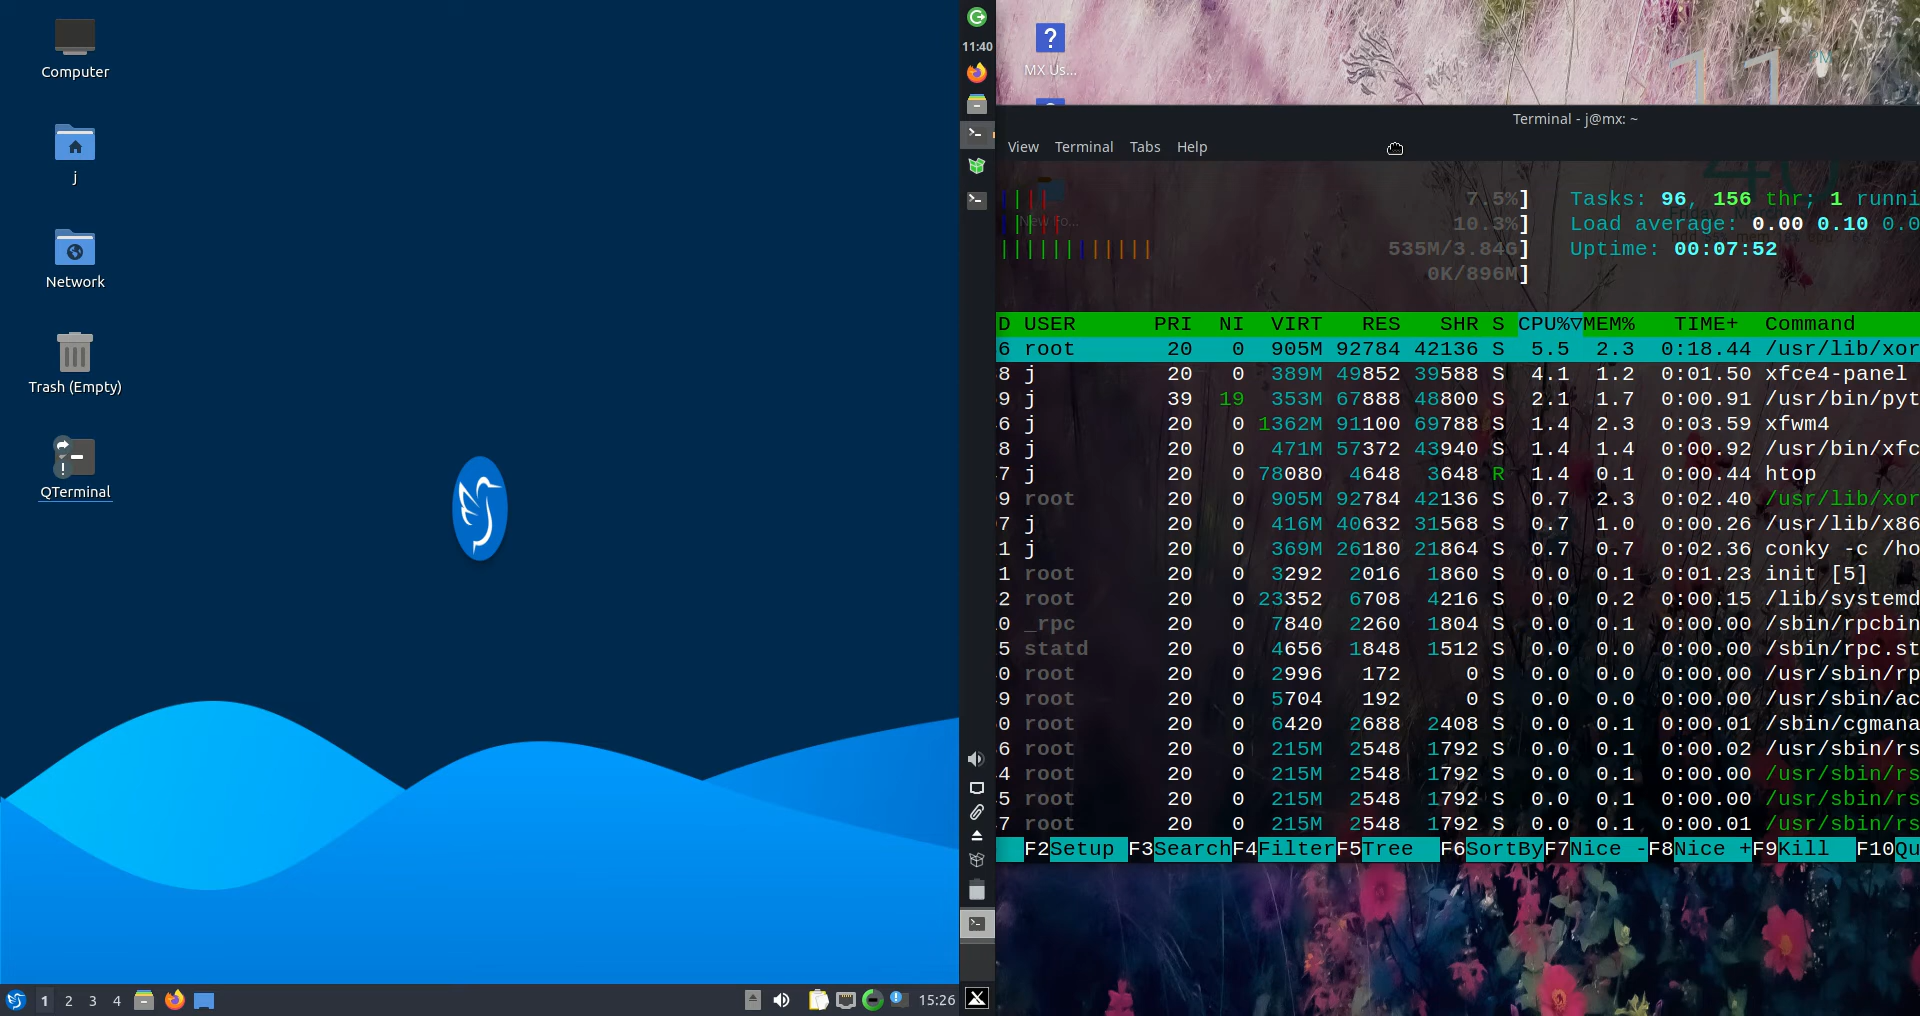 Computer
j
Network
Trash (Empty)
QTerminal
1 2 3 4
15:26
11:40
MX Us...
11 PM
Terminal - j@mx: ~
View Terminal Tabs Help
7.5%] Tasks: 96, 156 thr; 1 runni
10.3%] Load average: 0.00 0.10 0.0
535M/3.84G] Uptime: 00:07:52
0K/896M]
D USER PRI NI VIRT RES SHR S CPU%▽MEM% TIME+ Command
6 root 20 0 905M 92784 42136 S 5.5 2.3 0:18.44 /usr/lib/xor
8 j 20 0 389M 49852 39588 S 4.1 1.2 0:01.50 xfce4-panel
9 j 39 19 353M 67888 48800 S 2.1 1.7 0:00.91 /usr/bin/pyt
6 j 20 0 1362M 91100 69788 S 1.4 2.3 0:03.59 xfwm4
8 j 20 0 471M 57372 43940 S 1.4 1.4 0:00.92 /usr/bin/xfc
7 j 20 0 78080 4648 3648 R 1.4 0.1 0:00.44 htop
9 root 20 0 905M 92784 42136 S 0.7 2.3 0:02.40 /usr/lib/xor
7 j 20 0 416M 40632 31568 S 0.7 1.0 0:00.26 /usr/lib/x86
1 j 20 0 369M 26180 21864 S 0.7 0.7 0:02.36 conky -c /ho
1 root 20 0 3292 2016 1860 S 0.0 0.1 0:01.23 init [5]
2 root 20 0 23352 6708 4216 S 0.0 0.2 0:00.15 /lib/systemd
0 _rpc 20 0 7840 2260 1804 S 0.0 0.1 0:00.00 /sbin/rpcbin
5 statd 20 0 4656 1848 1512 S 0.0 0.0 0:00.00 /sbin/rpc.st
0 root 20 0 2996 172 0 S 0.0 0.0 0:00.00 /usr/sbin/rp
9 root 20 0 5704 192 0 S 0.0 0.0 0:00.00 /usr/sbin/ac
0 root 20 0 6420 2688 2408 S 0.0 0.1 0:00.01 /sbin/cgmana
6 root 20 0 215M 2548 1792 S 0.0 0.1 0:00.02 /usr/sbin/rs
4 root 20 0 215M 2548 1792 S 0.0 0.1 0:00.00 /usr/sbin/rs
5 root 20 0 215M 2548 1792 S 0.0 0.1 0:00.00 /usr/sbin/rs
7 root 20 0 215M 2548 1792 S 0.0 0.1 0:00.01 /usr/sbin/rs
F2Setup F3SearchF4FilterF5Tree F6SortByF7Nice -F8Nice +F9Kill F10Qu